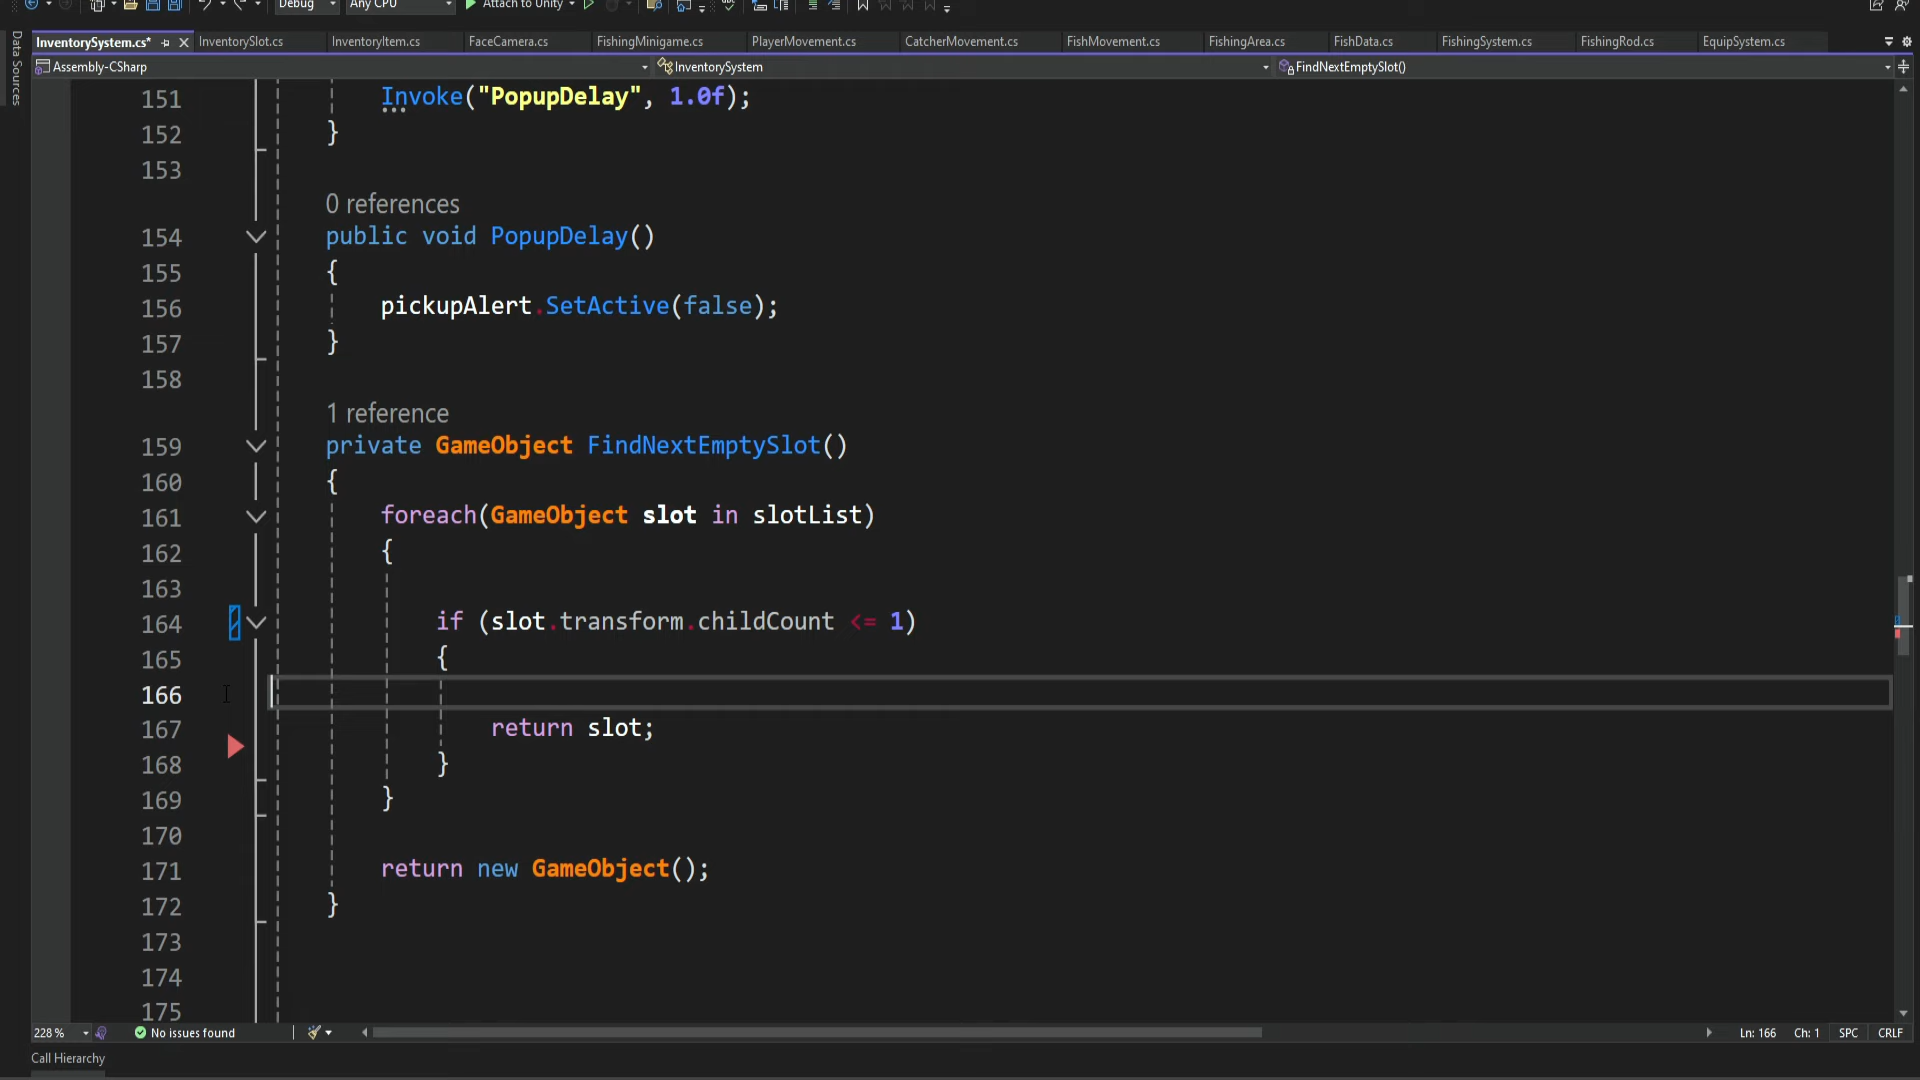 Debug
Any CPU
Attach to Unity
Data Sources
InventorySystem.cs*
InventorySlot.cs
InventoryItem.cs
FaceCamera.cs
FishingMinigame.cs
PlayerMovement.cs
CatcherMovement.cs
FishMovement.cs
FishingArea.cs
FishData.cs
FishingSystem.cs
FishingRod.cs
EquipSystem.cs
Assembly-CSharp
InventorySystem
FindNextEmptySlot()
151 Invoke("PopupDelay", 1.0f);
152 }
153
0 references
154 public void PopupDelay()
155 {
156 pickupAlert.SetActive(false);
157 }
158
1 reference
159 private GameObject FindNextEmptySlot()
160 {
161 foreach(GameObject slot in slotList)
162 {
163
164 if (slot.transform.childCount <= 1)
165 {
166
167 return slot;
168 }
169 }
170
171 return new GameObject();
172 }
173
174
175
228 %
No issues found
Ln: 166
Ch: 1
SPC
CRLF
Call Hierarchy